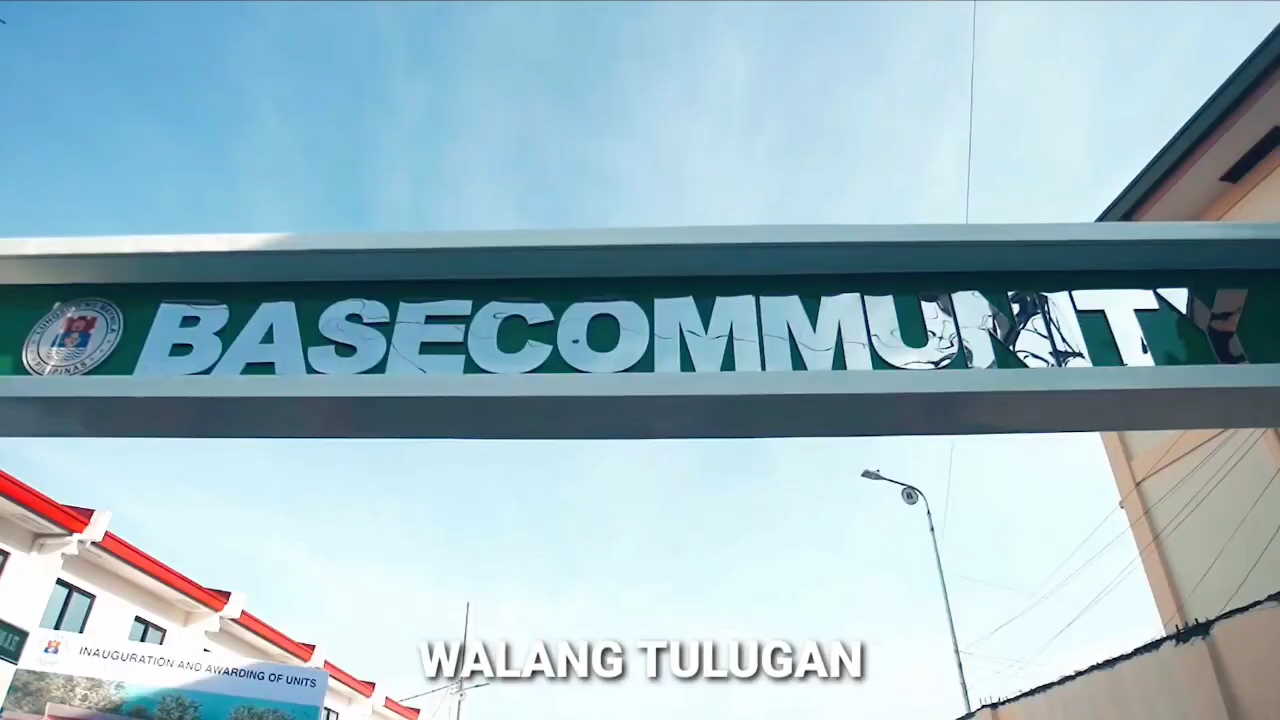 BASECOMMUNITY
INAUGURATION AND AWARDING OF UNITS
WALANG TULUGAN